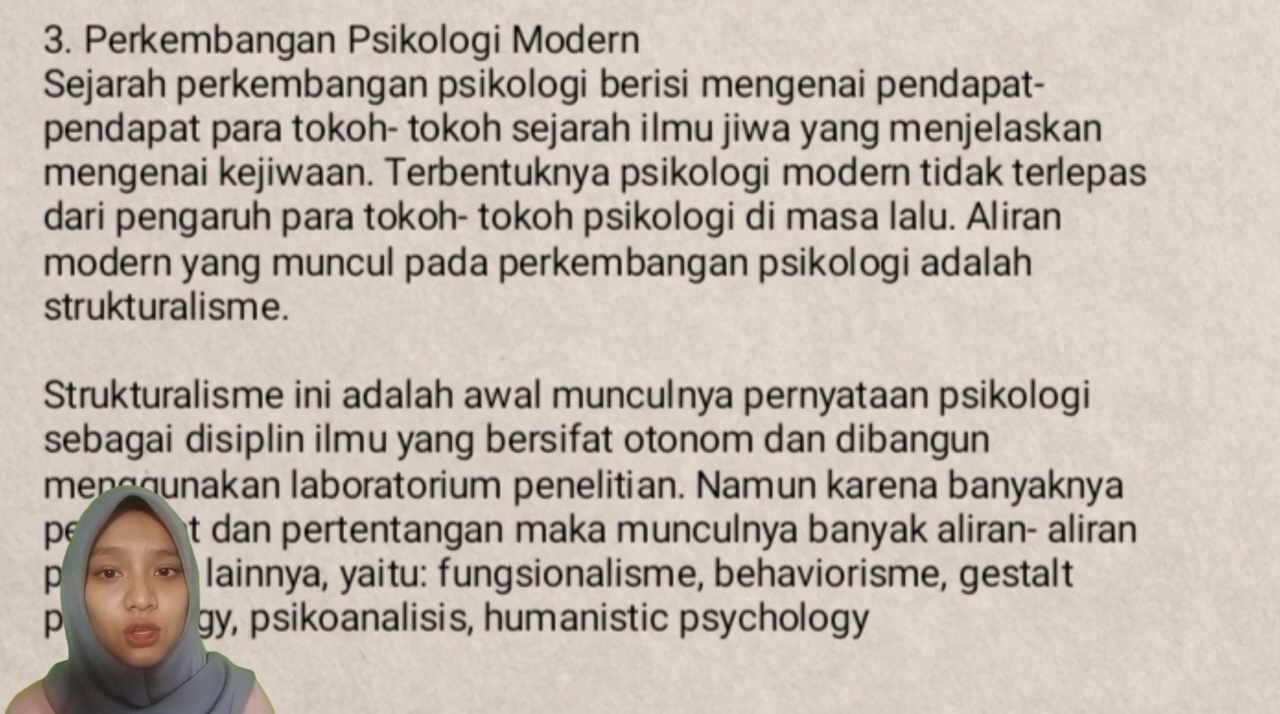 3. Perkembangan Psikologi Modern
Sejarah perkembangan psikologi berisi mengenai pendapat-
pendapat para tokoh- tokoh sejarah ilmu jiwa yang menjelaskan
mengenai kejiwaan. Terbentuknya psikologi modern tidak terlepas
dari pengaruh para tokoh- tokoh psikologi di masa lalu. Aliran
modern yang muncul pada perkembangan psikologi adalah
strukturalisme.
Strukturalisme ini adalah awal munculnya pernyataan psikologi
sebagai disiplin ilmu yang bersifat otonom dan dibangun
menggunakan laboratorium penelitian. Namun karena banyaknya
dan pertentangan maka munculnya banyak aliran- aliran
lainnya, yaitu: fungsionalisme, behaviorisme, gestalt
psikoanalisis, humanistic psychology